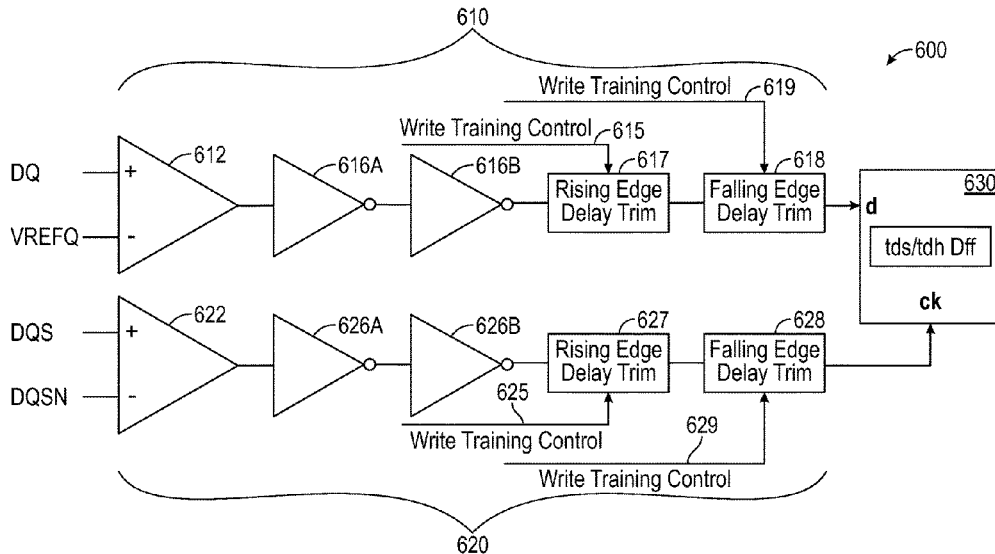 610
600
Write Training Control
619
Write Training Control
615
DQ
+
612
616A
616B
617
618
630
Rising Edge
Delay Trim
Falling Edge
Delay Trim
d
VREFQ
-
tds/tdh Dff
ck
DQS
+
622
626A
626B
627
628
Rising Edge
Delay Trim
Falling Edge
Delay Trim
DQSN
-
625
Write Training Control
629
Write Training Control
620